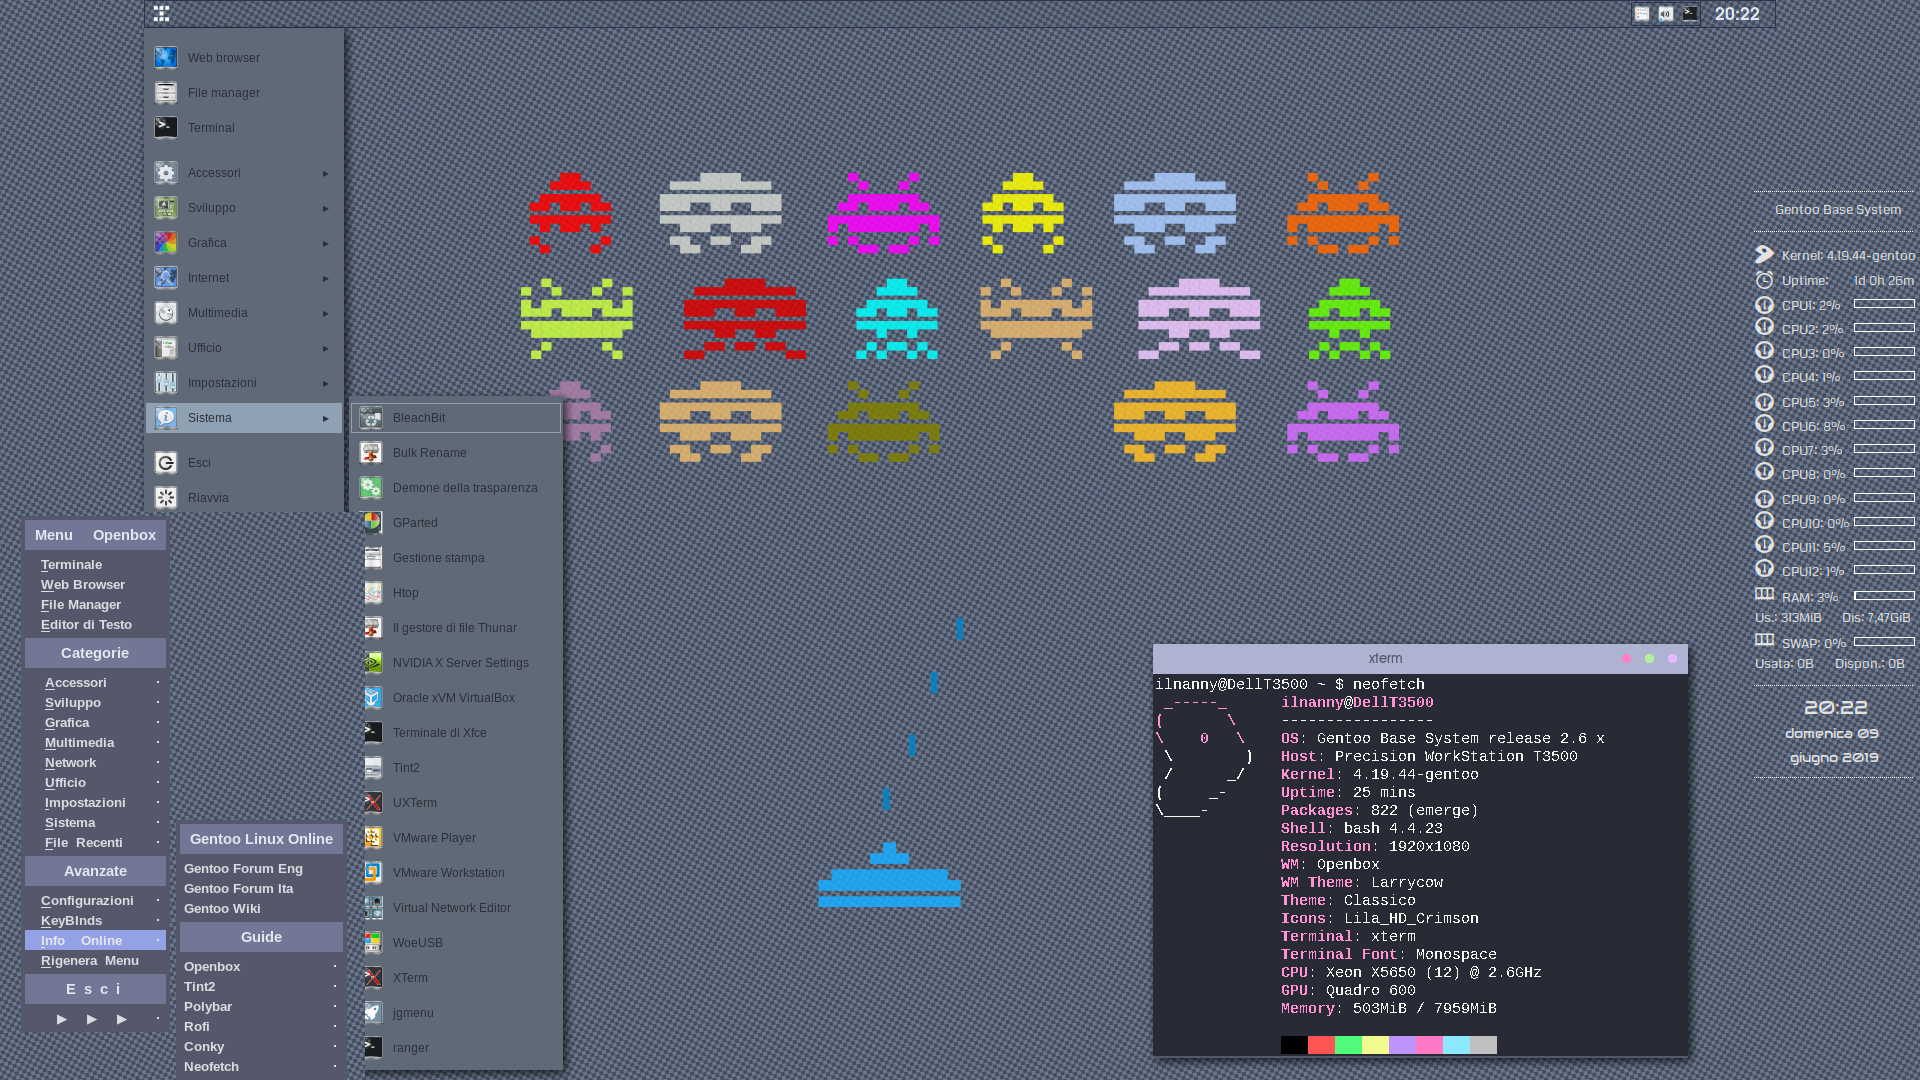 20:22
Web browser
File manager
Terminal
Accessori
Sviluppo
Grafica
Internet
Multimedia
Ufficio
Impostazioni
Sistema
Esci
Riavvia
BleachBit
Bulk Rename
Demone della trasparenza
GParted
Gestione stampa
Htop
Il gestore di file Thunar
NVIDIA X Server Settings
Oracle xVM VirtualBox
Terminale di Xfce
Tint2
UXTerm
VMware Player
VMware Workstation
Virtual Network Editor
WoeUSB
XTerm
jgmenu
ranger
Menu Openbox
Terminale
Web Browser
File Manager
Editor di Testo
Categorie
Accessori
Sviluppo
Grafica
Multimedia
Network
Ufficio
Impostazioni
Sistema
File Recenti
Avanzate
Configurazioni
KeyBInds
Info Online
Rigenera Menu
E s c i
Gentoo Linux Online
Gentoo Forum Eng
Gentoo Forum Ita
Gentoo Wiki
Guide
Openbox
Tint2
Polybar
Rofi
Conky
Neofetch
xterm
ilnanny@DellT3500 ~ $ neofetch
ilnanny@DellT3500
-----------------
OS: Gentoo Base System release 2.6 x
Host: Precision WorkStation T3500
Kernel: 4.19.44-gentoo
Uptime: 25 mins
Packages: 822 (emerge)
Shell: bash 4.4.23
Resolution: 1920x1080
WM: Openbox
WM Theme: Larrycow
Theme: Classico
Icons: Lila_HD_Crimson
Terminal: xterm
Terminal Font: Monospace
CPU: Xeon X5650 (12) @ 2.6GHz
GPU: Quadro 600
Memory: 503MiB / 7959MiB
Gentoo Base System
Kernel: 4.19.44-gentoo
Uptime: 1d 0h 26m
CPU1: 2%
CPU2: 2%
CPU3: 0%
CPU4: 1%
CPU5: 3%
CPU6: 8%
CPU7: 3%
CPU8: 0%
CPU9: 0%
CPU10: 0%
CPU11: 5%
CPU12: 1%
RAM: 3%
Us.: 313MiB Dis: 7,47GiB
SWAP: 0%
Usata: 0B Dispon.: 0B
20:22
domenica 09
giugno 2019